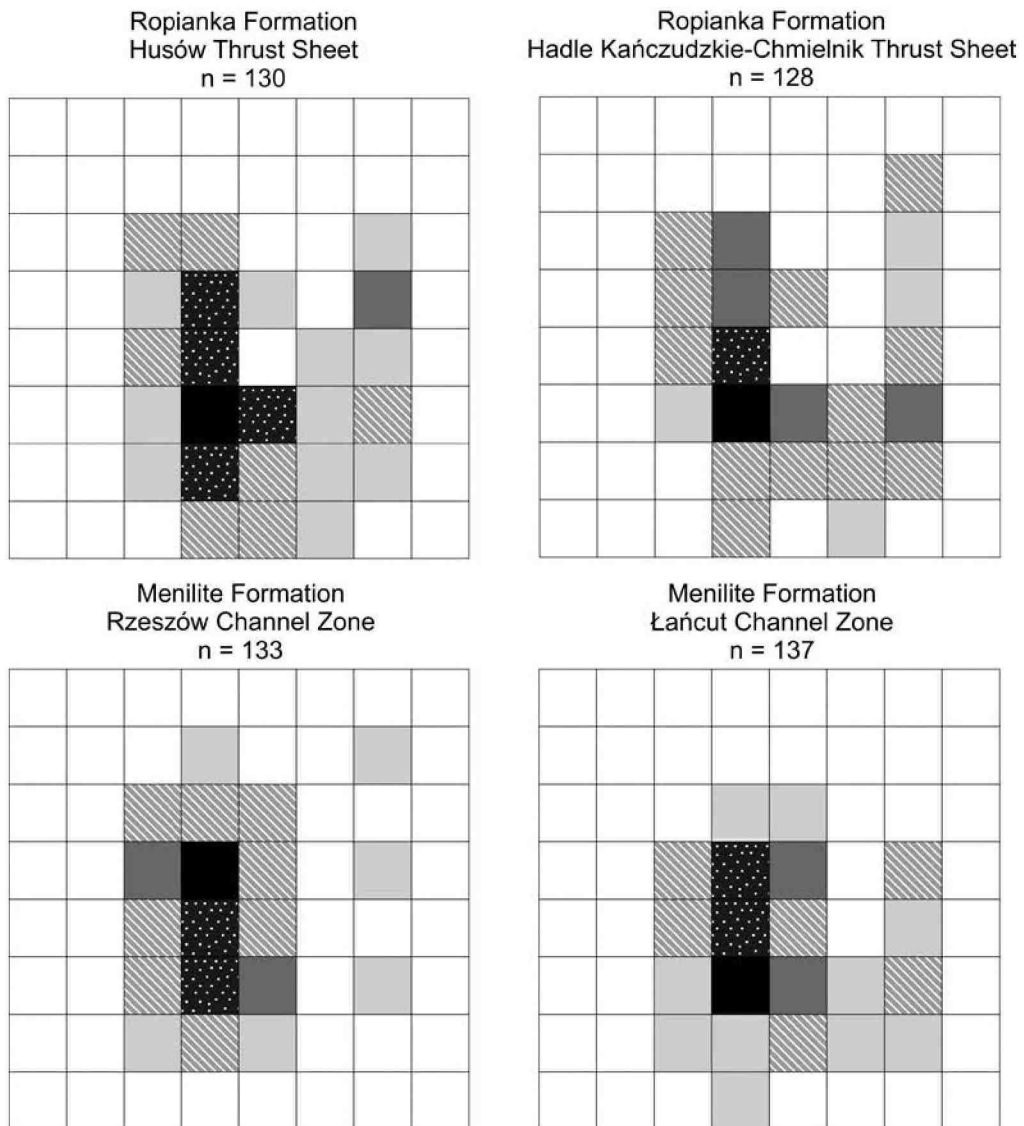 Ropianka Formation
Husów Thrust Sheet
n = 130
Ropianka Formation
Hadle Kańczudzkie-Chmielnik Thrust Sheet
n = 128
Menilite Formation
Rzeszów Channel Zone
n = 133
Menilite Formation
Łańcut Channel Zone
n = 137